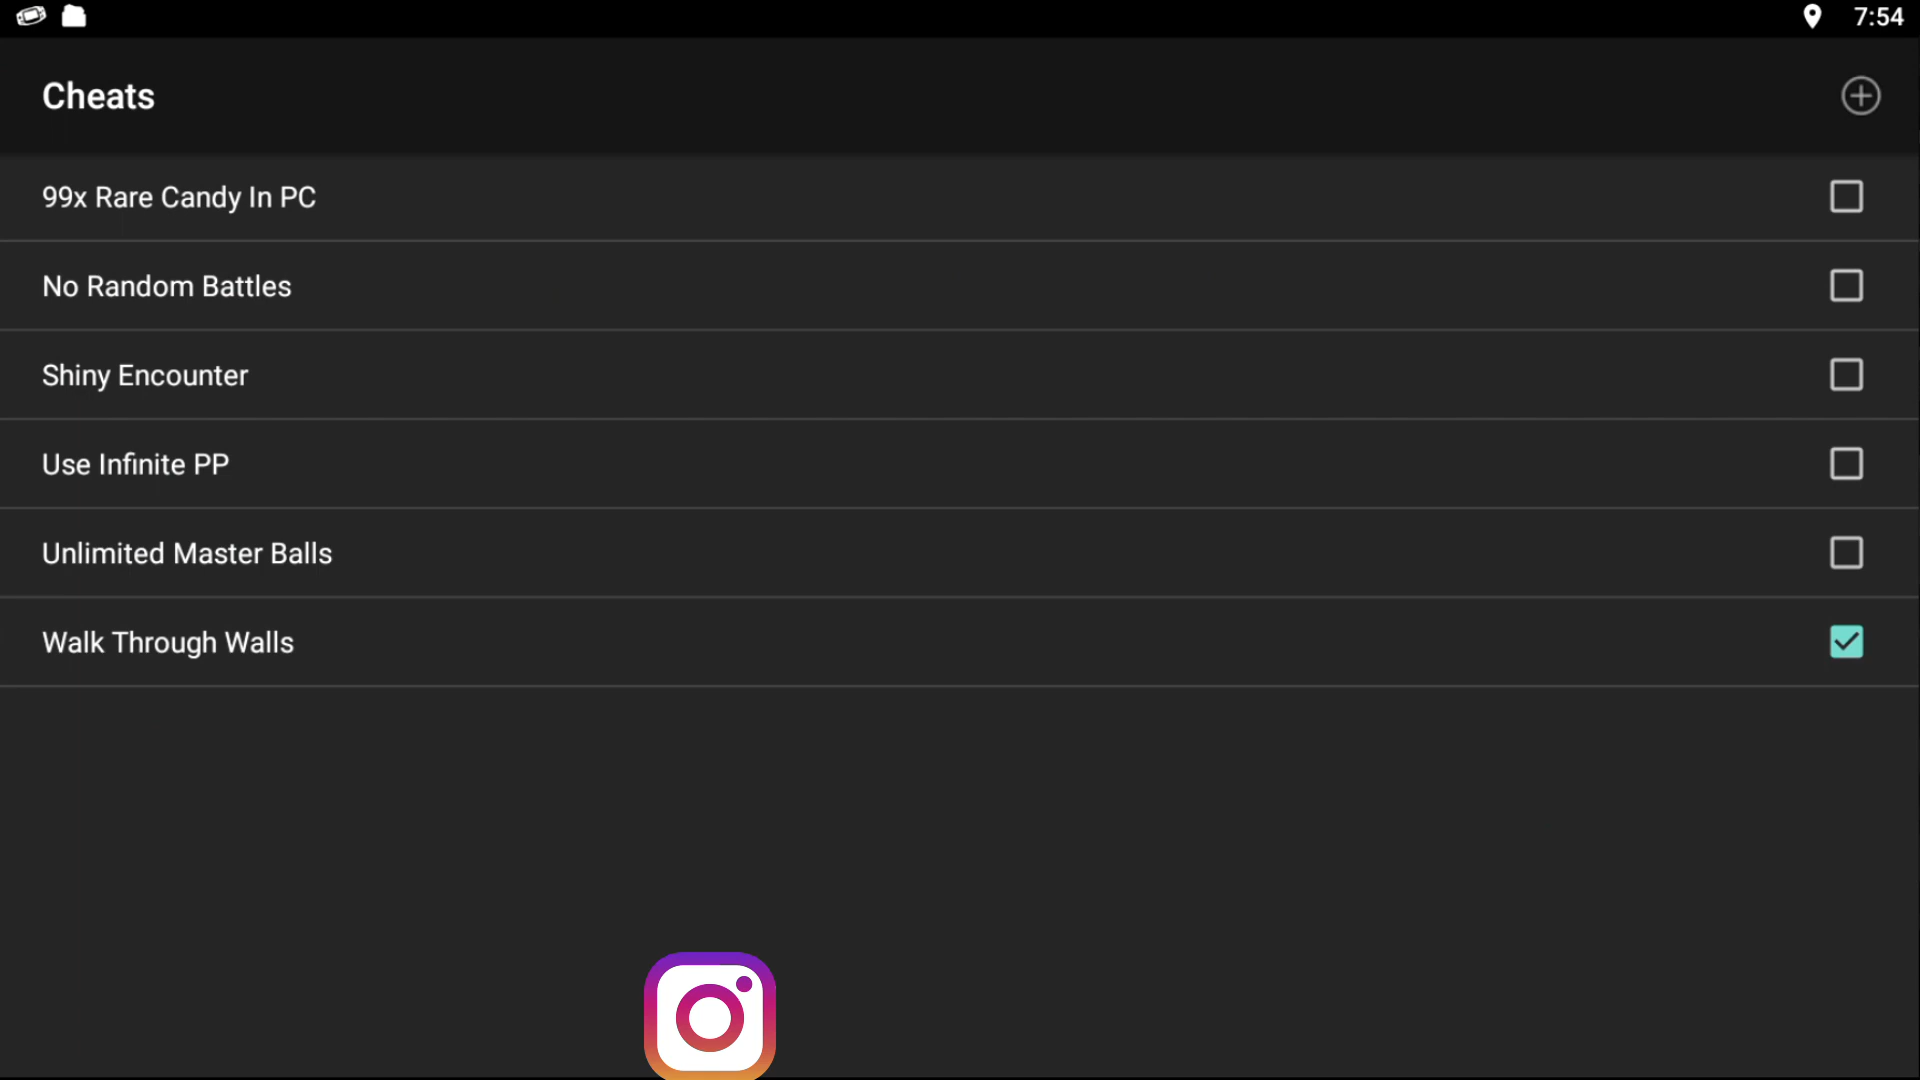 7:54
Cheats
99x Rare Candy In PC
No Random Battles
Shiny Encounter
Use Infinite PP
Unlimited Master Balls
Walk Through Walls